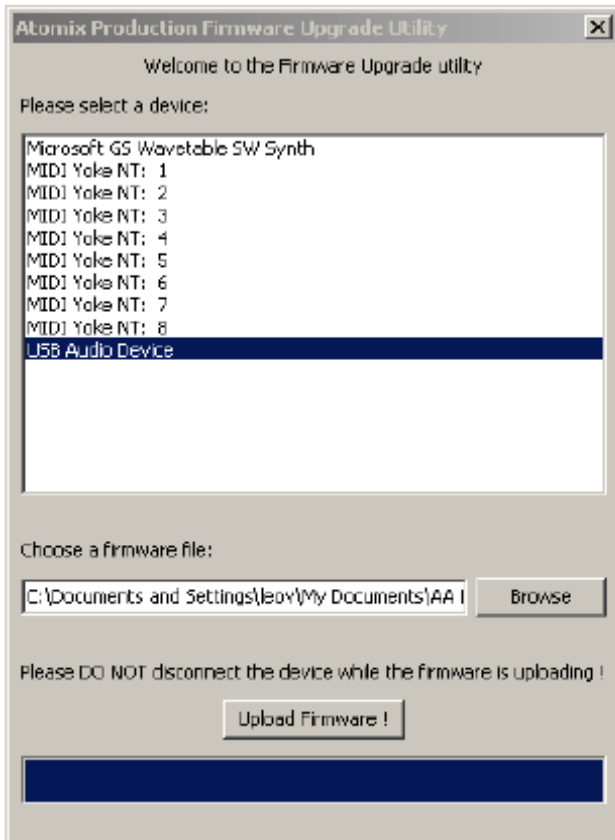 Atomix Production Firmware Upgrade Utility
Welcome to the Firmware Upgrade utility
Please select a device:
Microsoft GS Wavetable SW Synth
MIDI Yoke NT: 1
MIDI Yoke NT: 2
MIDI Yoke NT: 3
MIDI Yoke NT: 4
MIDI Yoke NT: 5
MIDI Yoke NT: 6
MIDI Yoke NT: 7
MIDI Yoke NT: 8
USB Audio Device
Choose a firmware file:
C:\Documents and Settings\leov\My Documents\AA
Browse
Please DO NOT disconnect the device while the firmware is uploading !
Upload Firmware !